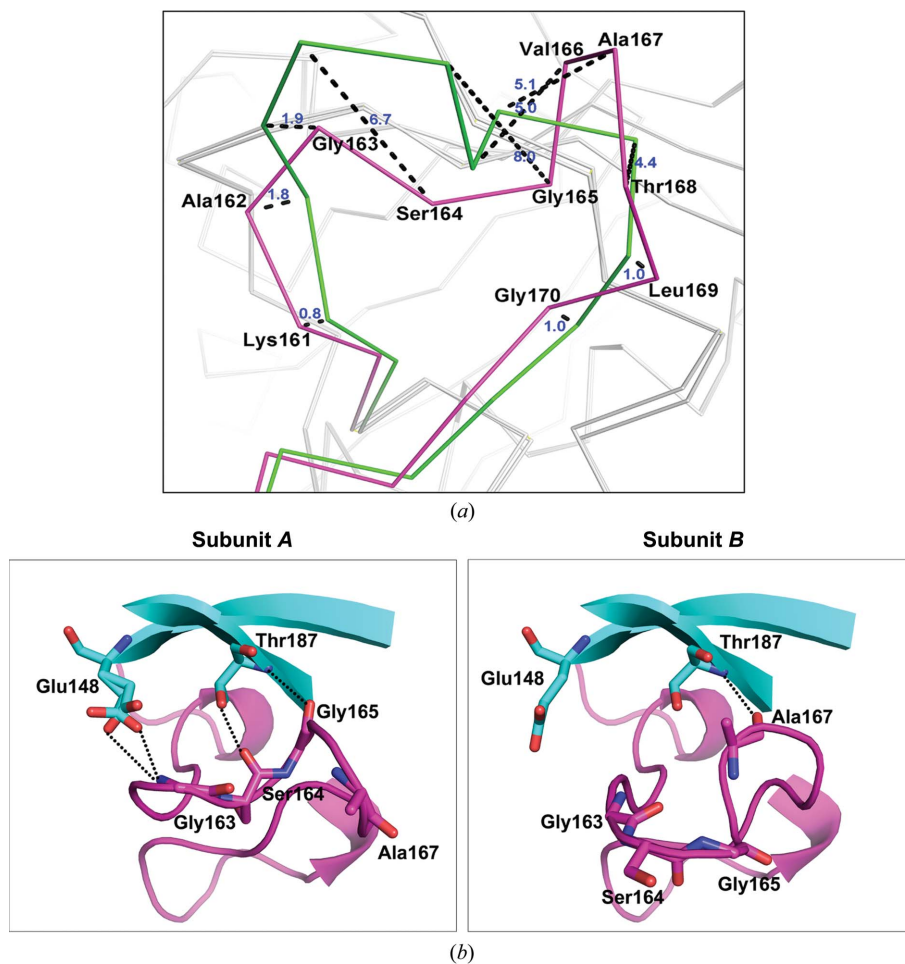 Val166 Ala167
5.1
5.0
1.9 6.7
Gly163 8.0 4.4
Ala162 1.8 Ser164 Gly165 Thr168
1.0
Gly170 Leu169
0.8 1.0
Lys161
(a)
Subunit A Subunit B
Thr187 Thr187
Glu148 Glu148
Gly165 Ala167
Ser164
Gly163 Gly163
Ala167 Gly165
Ser164
(b)